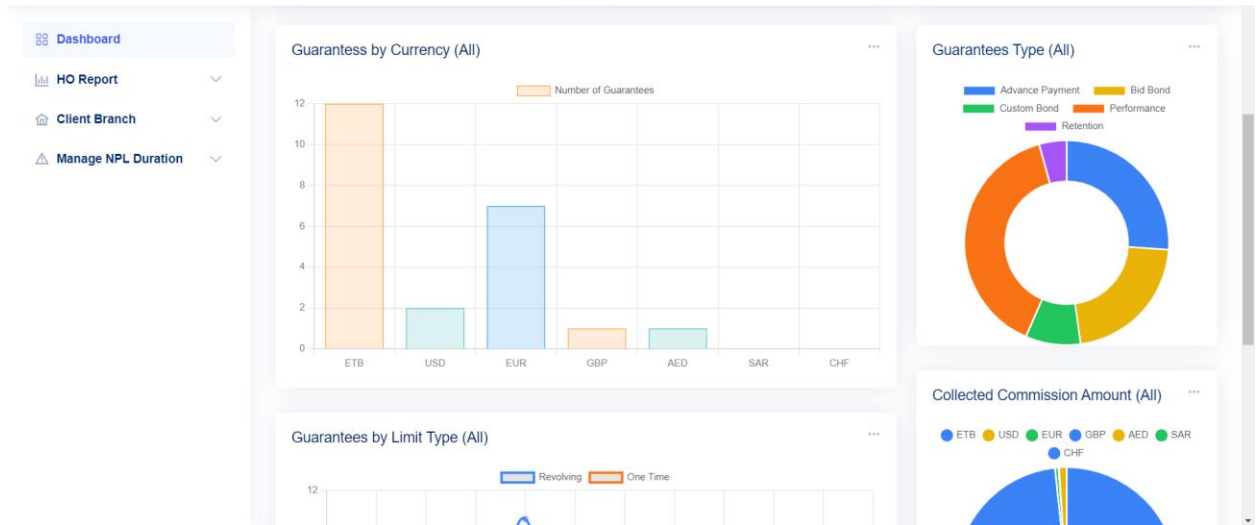 Dashboard
HO Report
Client Branch
Manage NPL Duration
Guarantess by Currency (All)
Number of Guarantees
12
10
8
6
4
2
0
ETB USD EUR GBP AED SAR CHF
Guarantees Type (All)
Advance Payment Bid Bond
Custom Bond Performance
Retention
Guarantees by Limit Type (All)
Revolving One Time
12
Collected Commission Amount (All)
ETB USD EUR GBP AED SAR
CHF